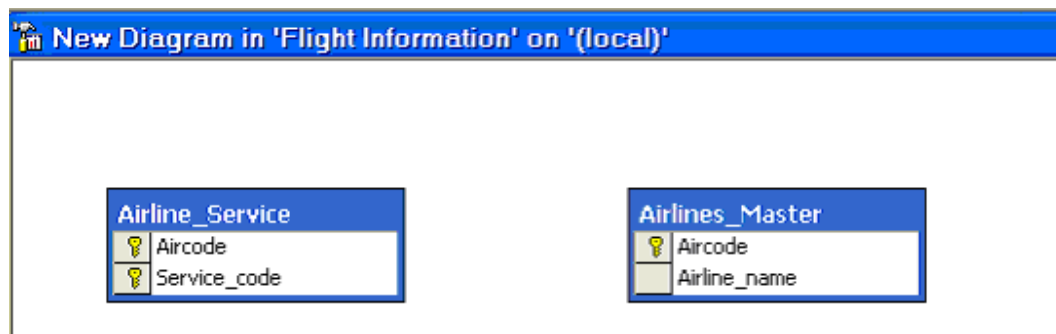 New Diagram in 'Flight Information' on '(local)'
Airline_Service
Aircode
Service_code
Airlines_Master
Aircode
Airline_name